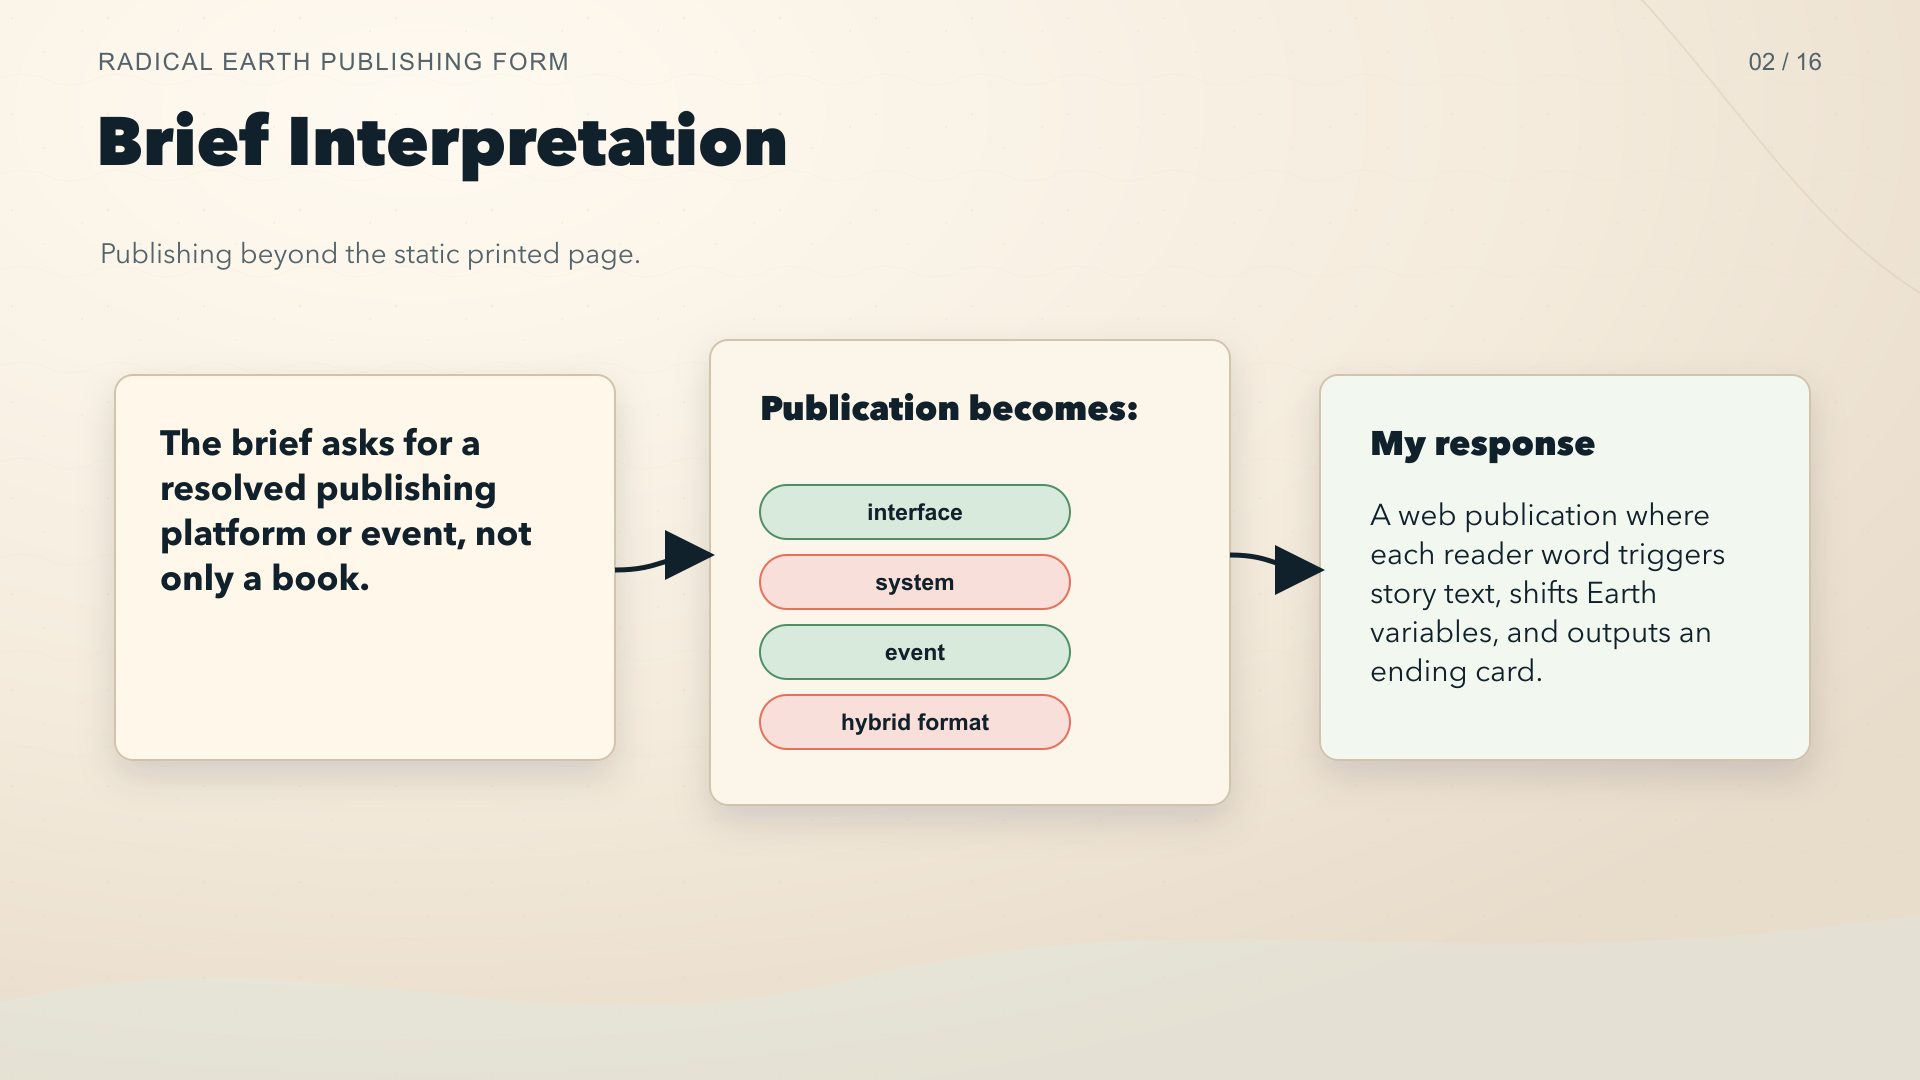 RADICAL EARTH PUBLISHING FORM
02 / 16
Brief Interpretation
Publishing beyond the static printed page.
The brief asks for a
resolved publishing
platform or event, not
only a book.
Publication becomes:
interface
system
event
hybrid format
My response
A web publication where
each reader word triggers
story text, shifts Earth
variables, and outputs an
ending card.